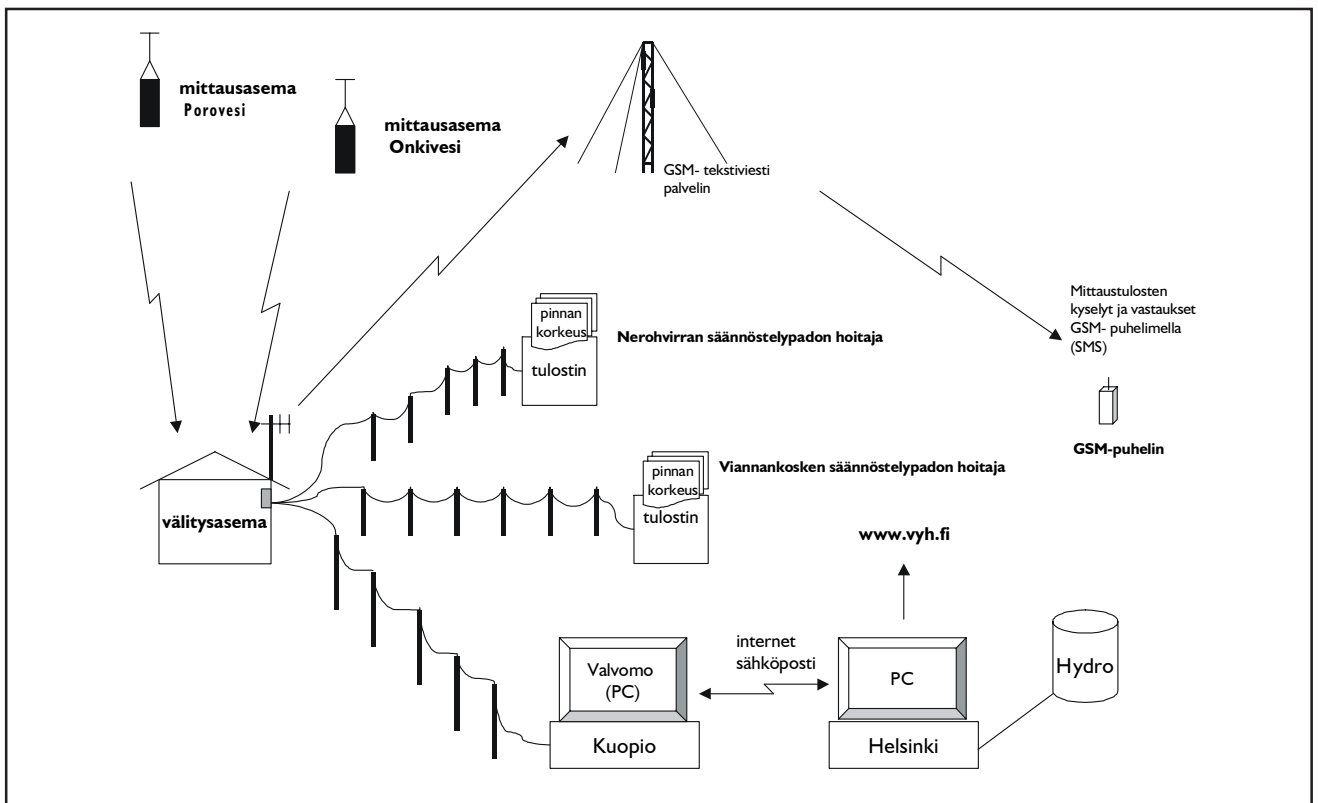 mittausasema
Porovesi
mittausasema
Onkivesi
GSM- tekstiviesti
palvelin
Mittaustulosten
kyselyt ja vastaukset
GSM- puhelimella
(SMS)
GSM-puhelin
pinnan
korkeus
tulostin
Nerohvirran säännöstelypadon hoitaja
pinnan
korkeus
tulostin
Viannankosken säännöstelypadon hoitaja
välitysasema
www.vyh.fi
internet
sähköposti
Valvomo
(PC)
Kuopio
PC
Helsinki
Hydro